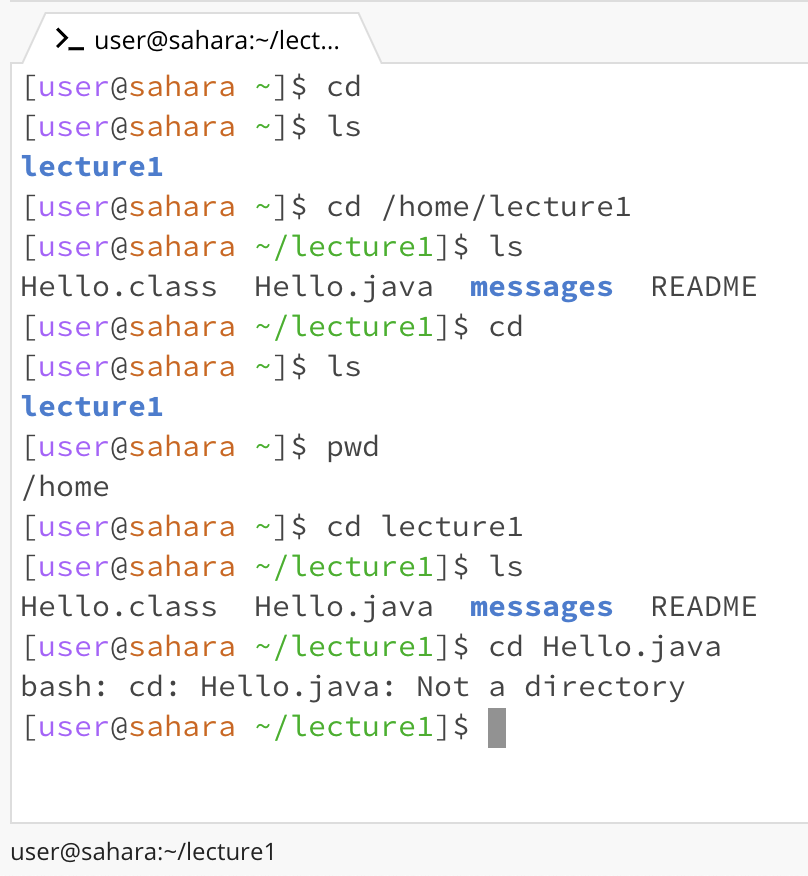 >_ user@sahara:~/lect...
[user@sahara ~]$ cd
[user@sahara ~]$ ls
lecture1
[user@sahara ~]$ cd /home/lecture1
[user@sahara ~/lecture1]$ ls
Hello.class  Hello.java  messages  README
[user@sahara ~/lecture1]$ cd
[user@sahara ~]$ ls
lecture1
[user@sahara ~]$ pwd
/home
[user@sahara ~]$ cd lecture1
[user@sahara ~/lecture1]$ ls
Hello.class  Hello.java  messages  README
[user@sahara ~/lecture1]$ cd Hello.java
bash: cd: Hello.java: Not a directory
[user@sahara ~/lecture1]$
user@sahara:~/lecture1